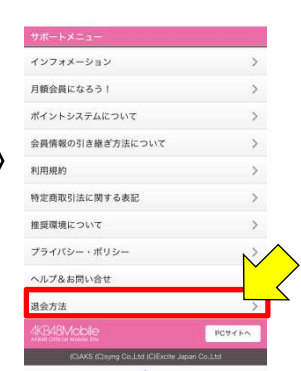 サポートメニュー
インフォメーション
月額会員になろう！
ポイントシステムについて
会員情報の引き継ぎ方法について
利用規約
特定商取引法に関する表記
推奨環境について
プライバシー・ポリシー
ヘルプ&お問い合せ
退会方法
AKB48Mobile
AKB48 Official Mobile Site
PCサイトへ
(C)AKS (C)syng Co.,Ltd (C)Excite Japan Co.,Ltd